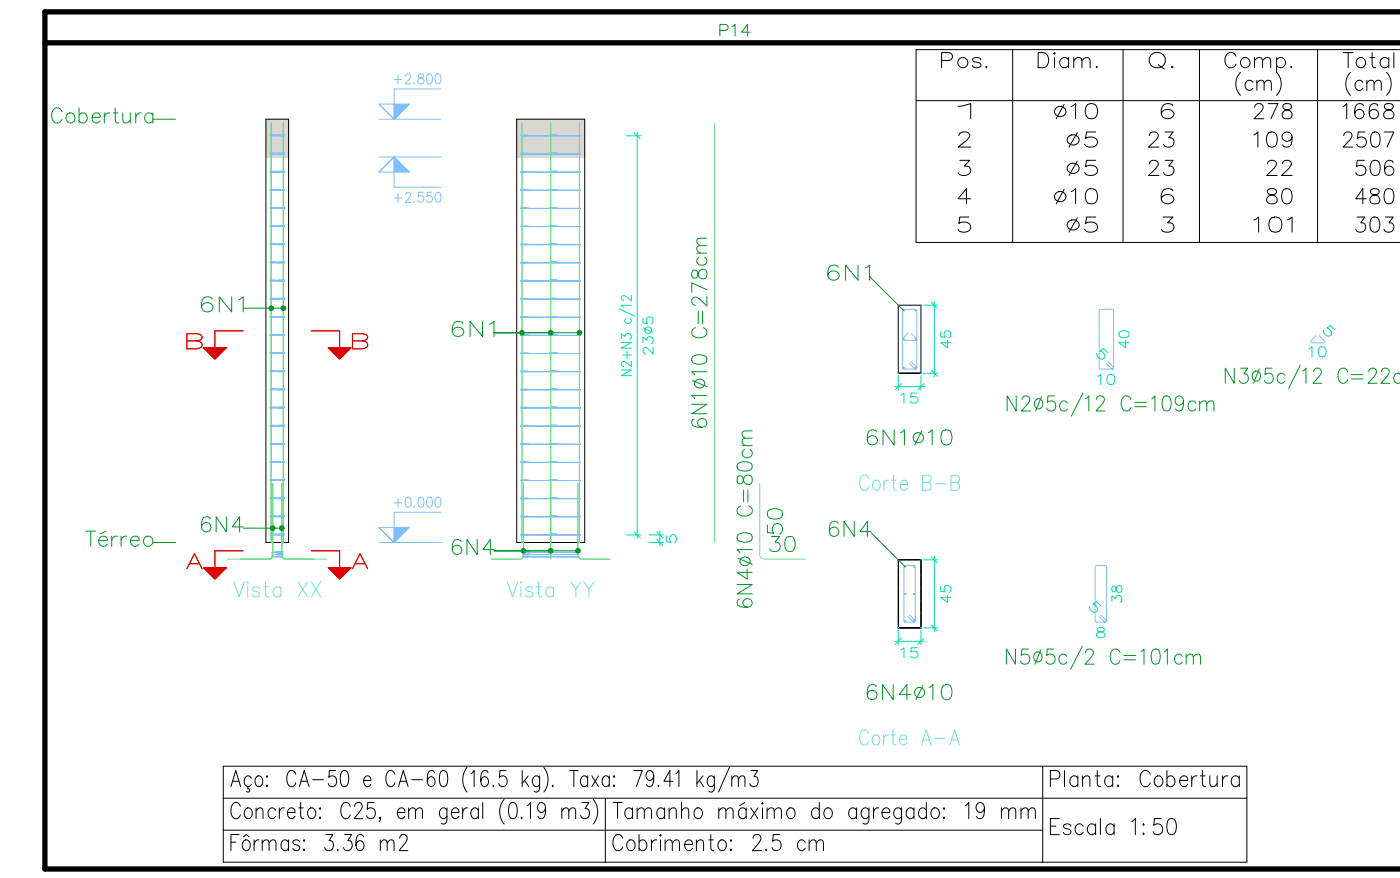 P14
Pos. Diam. Q. Comp. (cm) Total (cm)
1 ø10 6 278 1668
2 ø5 23 109 2507
3 ø5 23 22 506
4 ø10 6 80 480
5 ø5 3 101 303
Cobertura
+2.800
+2.550
6N1
B B
6N4
+0.000
Térreo
A A
Vista XX
6N1
6N4
Vista YY
N2+N3 c/12
23ø5
5
6N1ø10 C=278cm
6N4ø10 C=80cm
50
30
6N1
45
15
6N1ø10
Corte B-B
40
5
10
N2ø5c/12 C=109cm
5
10
N3ø5c/12 C=22c
6N4
45
15
6N4ø10
Corte A-A
38
5
8
N5ø5c/2 C=101cm
Aço: CA-50 e CA-60 (16.5 kg). Taxa: 79.41 kg/m3
Planta: Cobertura
Concreto: C25, em geral (0.19 m3)
Tamanho máximo do agregado: 19 mm
Escala 1:50
Fôrmas: 3.36 m2
Cobrimento: 2.5 cm